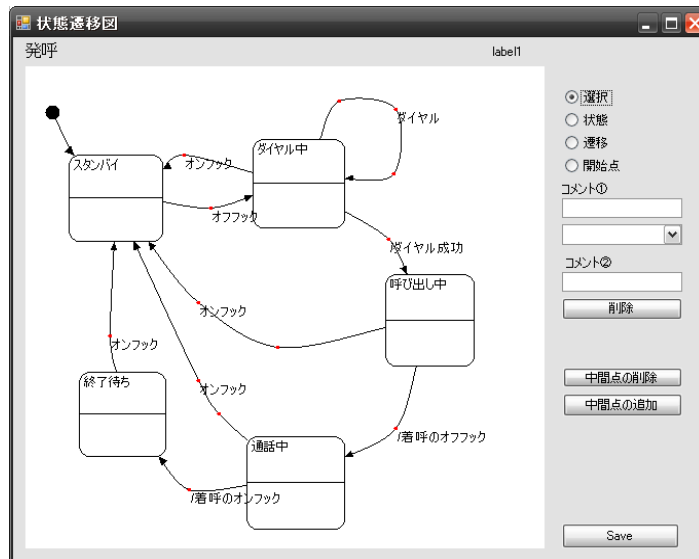 状態遷移図
発呼
label1
選択
状態
ダイヤル
遷移
ダイヤル中
スタンバイ
オンフック
開始点
コメント①
オフフック
/ダイヤル成功
コメント②
呼び出し中
オンフック
削除
オンフック
終了待ち
オンフック
中間点の削除
中間点の追加
/着呼のオフフック
通話中
/着呼のオンフック
Save